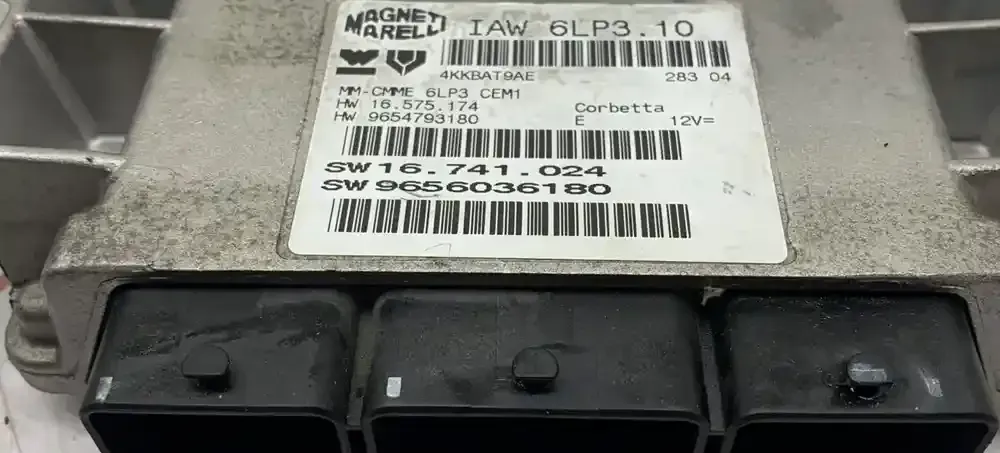 MAGNETI MARELLI
IAW 6LP3.10
4KKBAT9AE 283 04
MM-CMME 6LP3 CEM1
HW 16.575.174 Corbetta
HW 9654793180 E 12V=
SW 16.741.024
SW 9656036180